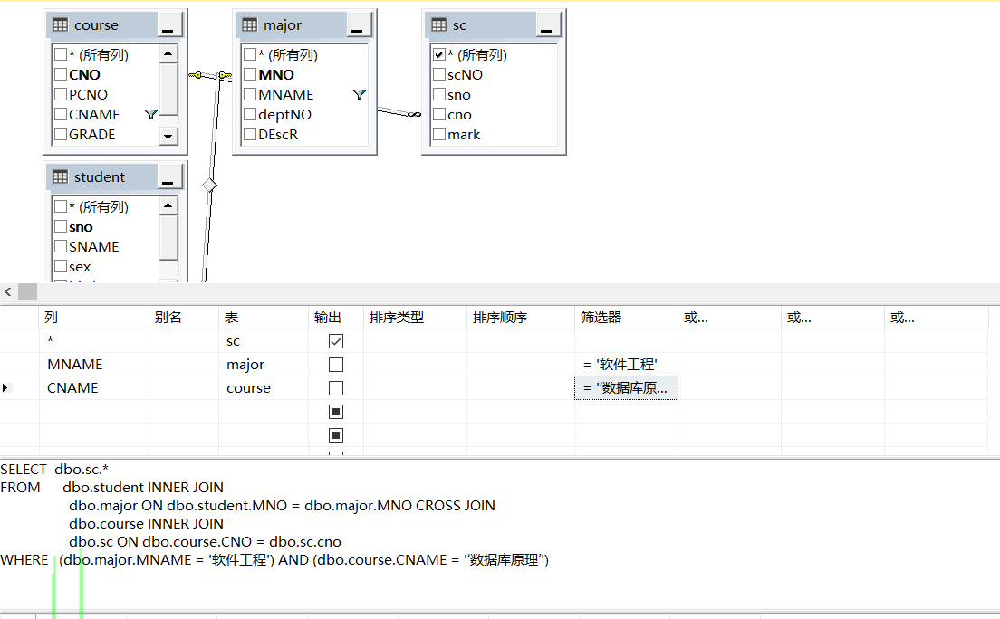 course
major
sc
* (所有列)
* (所有列)
* (所有列)
CNO
MNO
scNO
PCNO
MNAME
sno
CNAME
deptNO
cno
GRADE
DEscR
mark
student
* (所有列)
sno
SNAME
sex
列 别名 表 输出 排序类型 排序顺序 筛选器 或... 或... 或...
* sc
MNAME major = '软件工程'
CNAME course = '‘数据库原...
SELECT dbo.sc.*
FROM dbo.student INNER JOIN
dbo.major ON dbo.student.MNO = dbo.major.MNO CROSS JOIN
dbo.course INNER JOIN
dbo.sc ON dbo.course.CNO = dbo.sc.cno
WHERE (dbo.major.MNAME = '软件工程') AND (dbo.course.CNAME = '‘数据库原理’')